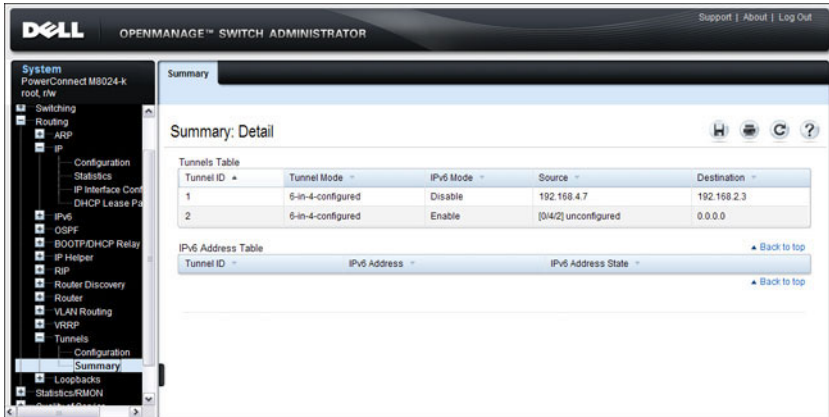 DELL
OPENMANAGE™ SWITCH ADMINISTRATOR
Support | About | Log Out
System
PowerConnect M8024-k
root, r/w
Switching
Routing
ARP
IP
Configuration
Statistics
IP Interface Conf
DHCP Lease Pa
IPv6
OSPF
BOOTP/DHCP Relay
IP Helper
RIP
Router Discovery
Router
VLAN Routing
VRRP
Tunnels
Configuration
Summary
Loopbacks
Statistics/RMON
Summary
Summary: Detail
Tunnels Table
Tunnel ID Tunnel Mode IPv6 Mode Source Destination
1 6-in-4-configured Disable 192.168.4.7 192.168.2.3
2 6-in-4-configured Enable [0/4/2] unconfigured 0.0.0.0
Back to top
IPv6 Address Table
Tunnel ID IPv6 Address IPv6 Address State
Back to top